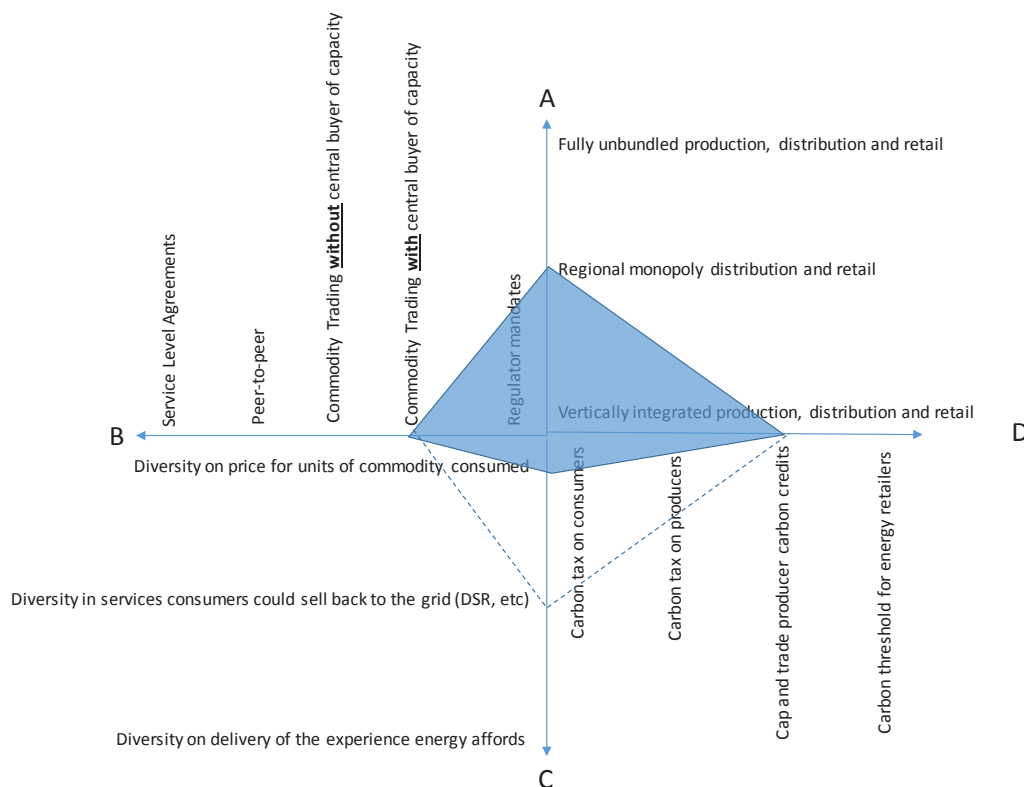 A
Fully unbundled production, distribution and retail
Regional monopoly distribution and retail
Vertically integrated production, distribution and retail
B
Service Level Agreements
Peer-to-peer
Commodity Trading without central buyer of capacity
Commodity Trading with central buyer of capacity
Regulator mandates
D
Diversity on price for units of commodity consumed
Diversity in services consumers could sell back to the grid (DSR, etc)
Diversity on delivery of the experience energy affords
C
Carbon tax on consumers
Carbon tax on producers
Cap and trade producer carbon credits
Carbon threshold for energy retailers